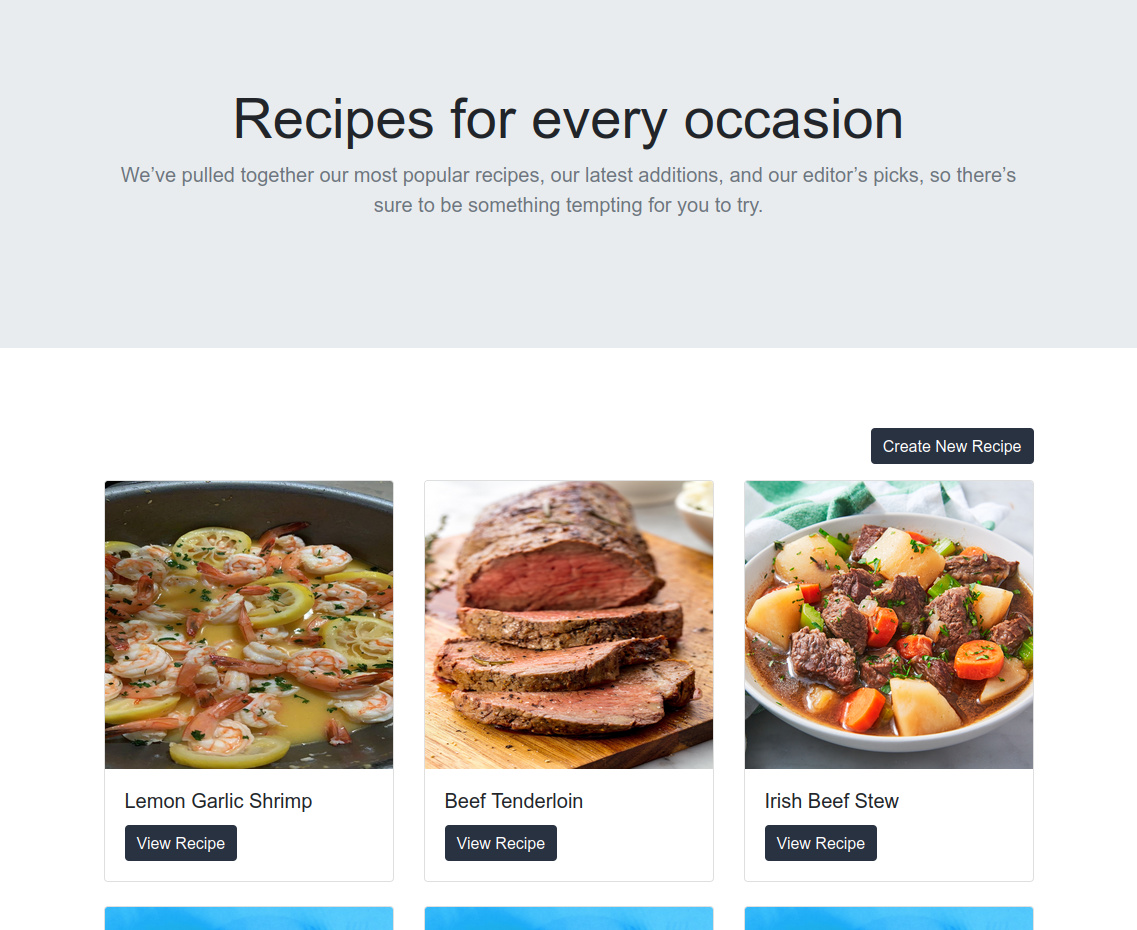 Recipes for every occasion
We’ve pulled together our most popular recipes, our latest additions, and our editor’s picks, so there’s
sure to be something tempting for you to try.
Create New Recipe
Lemon Garlic Shrimp
Beef Tenderloin
Irish Beef Stew
View Recipe
View Recipe
View Recipe